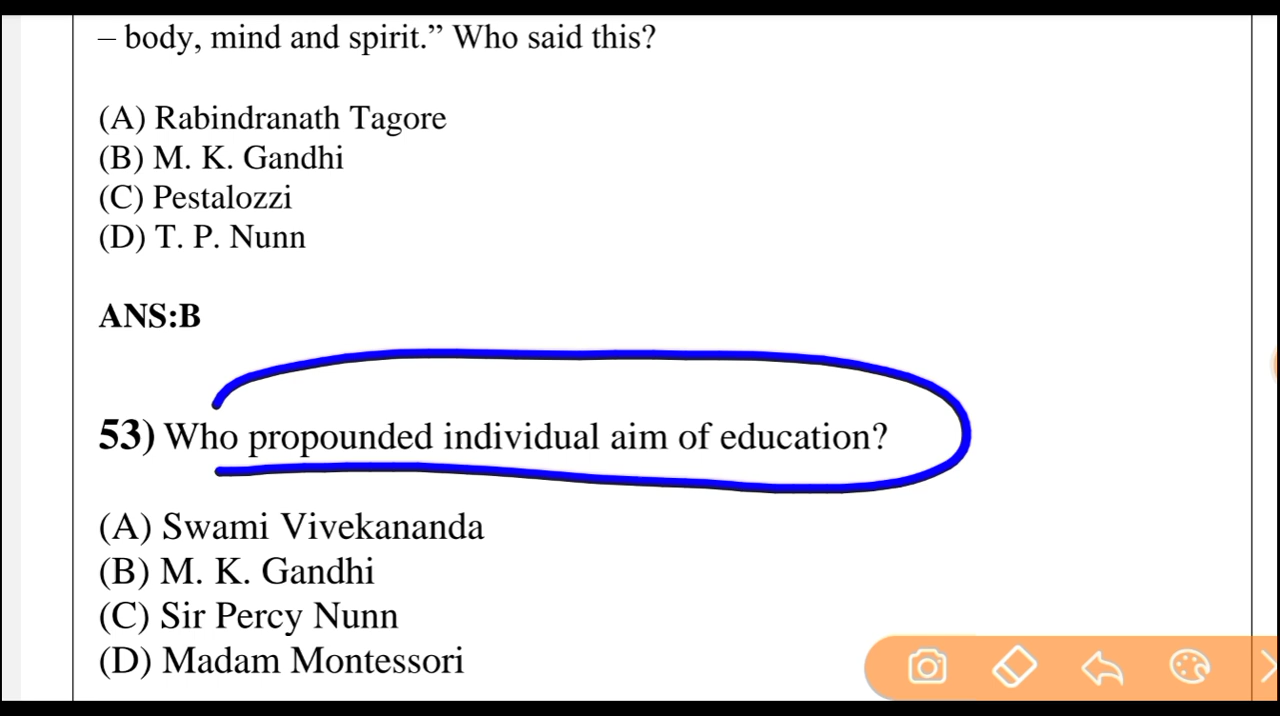 – body, mind and spirit.” Who said this?
(A) Rabindranath Tagore
(B) M. K. Gandhi
(C) Pestalozzi
(D) T. P. Nunn
ANS:B
53) Who propounded individual aim of education?
(A) Swami Vivekananda
(B) M. K. Gandhi
(C) Sir Percy Nunn
(D) Madam Montessori